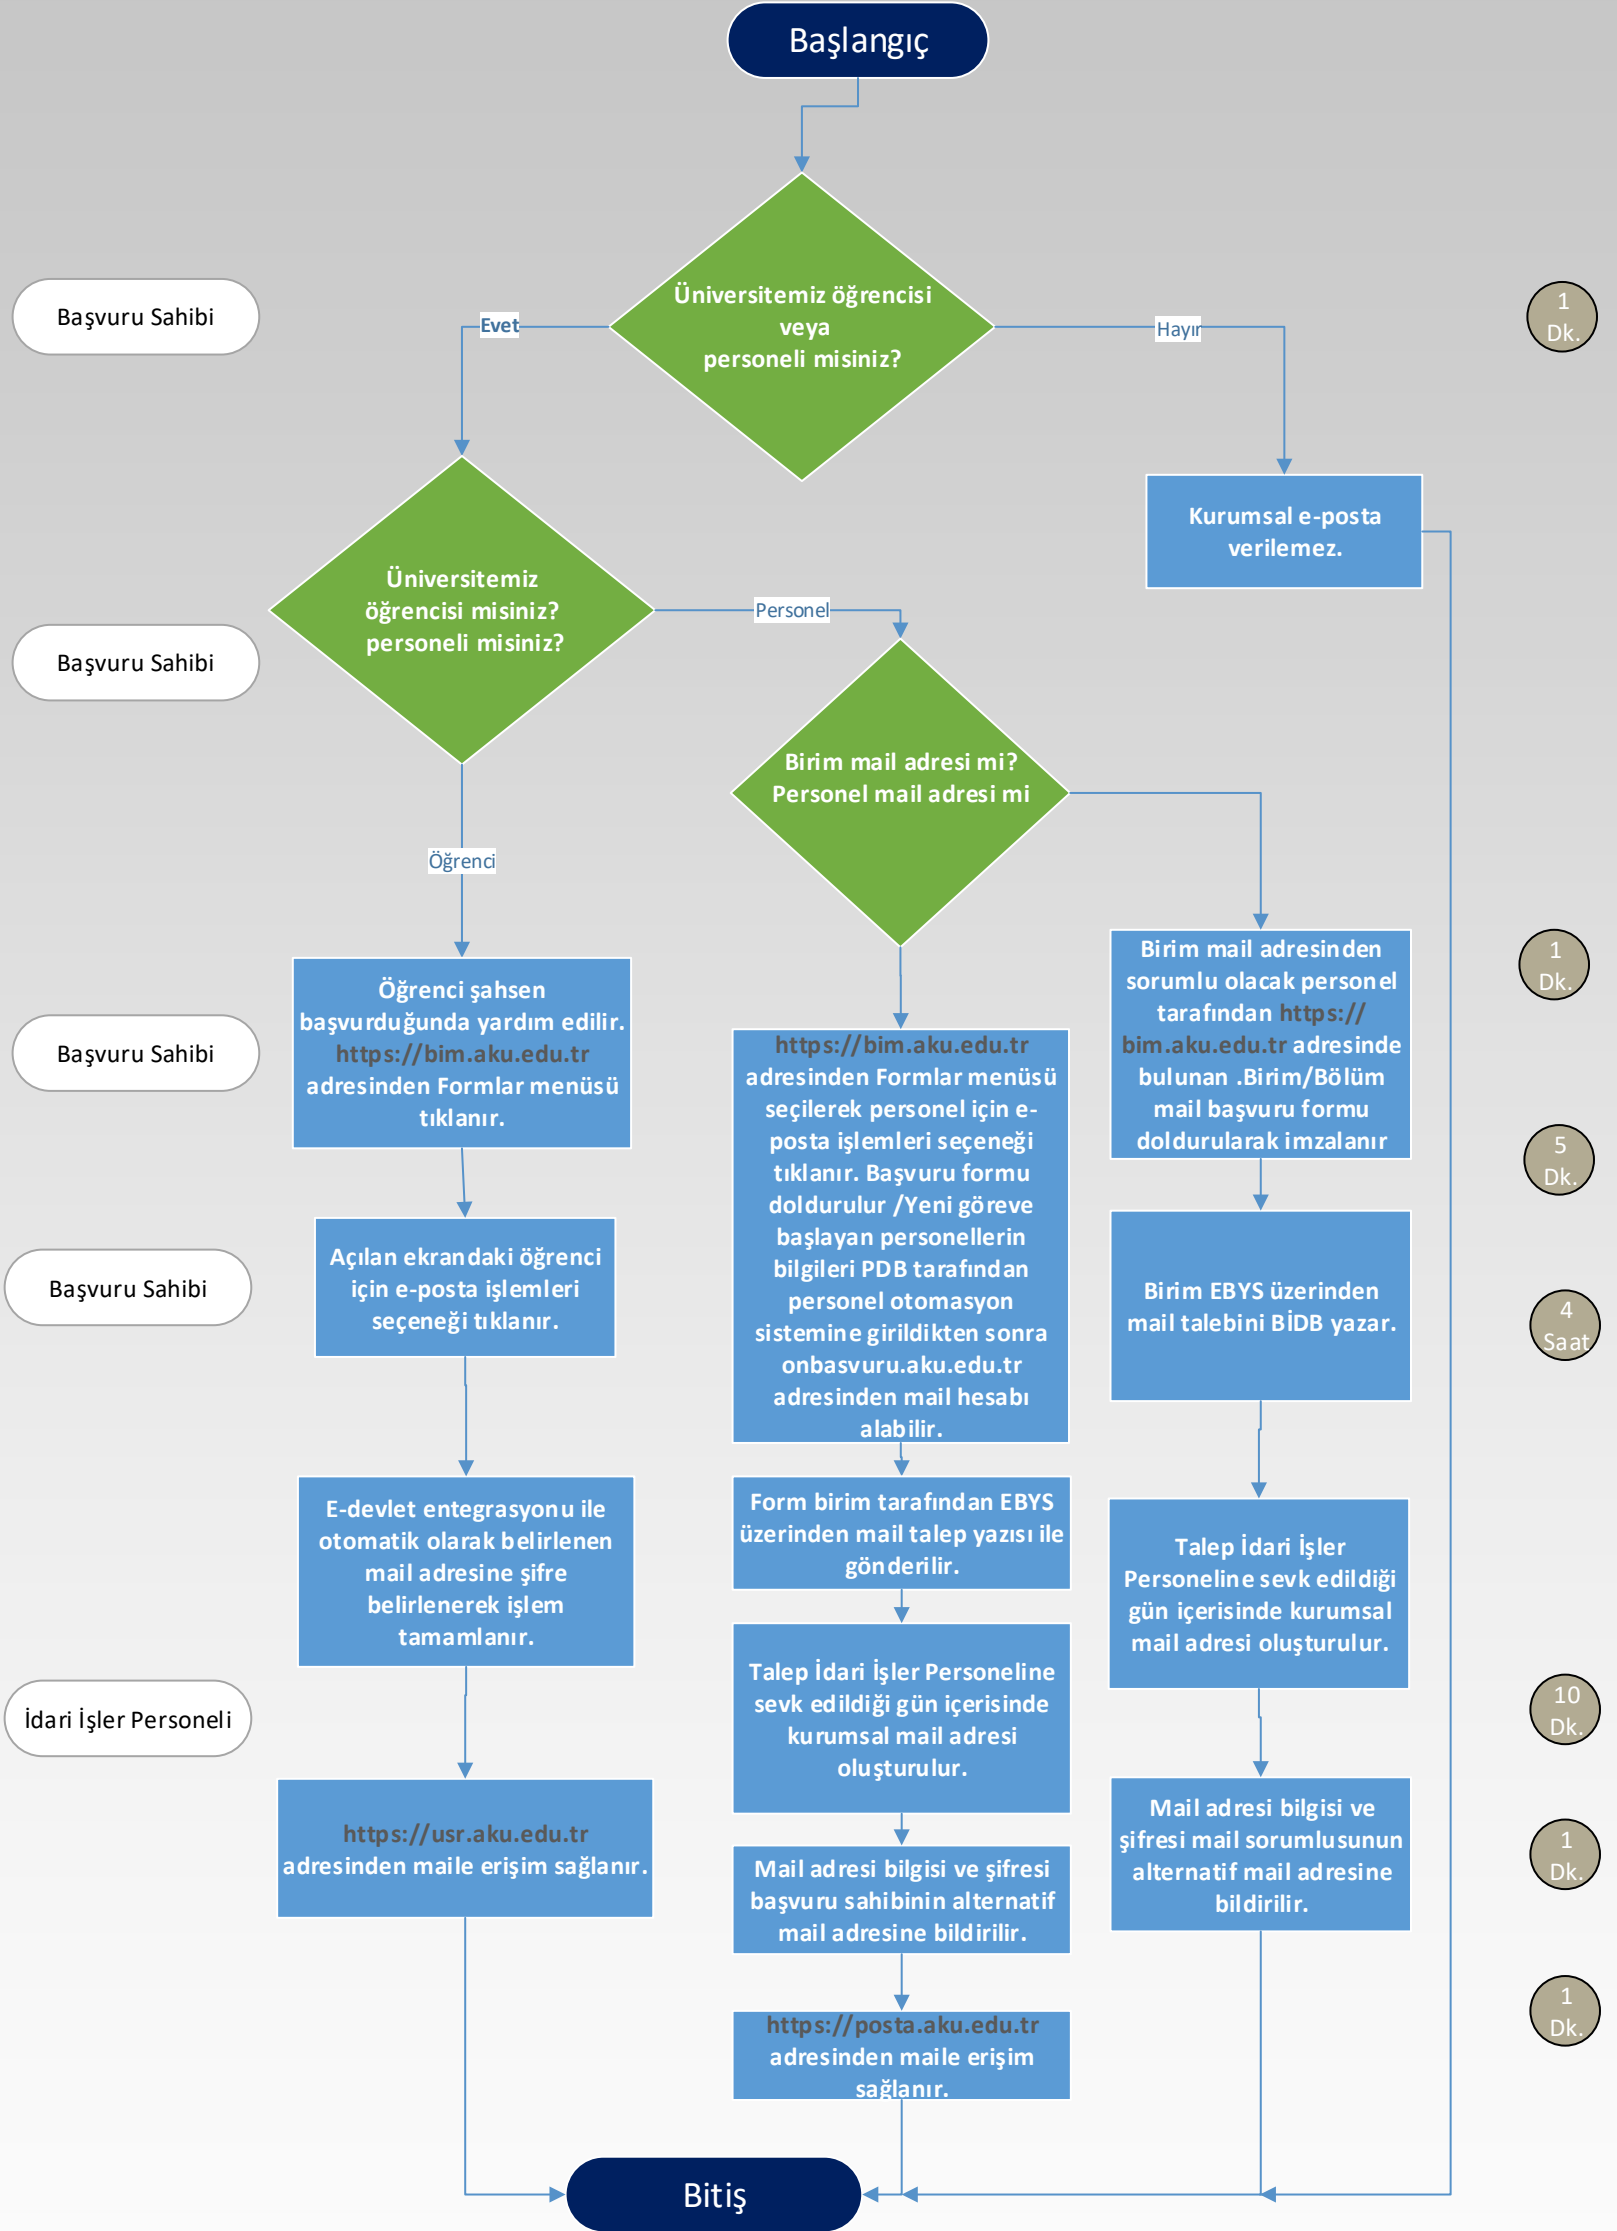 Başlangıç
Başvuru Sahibi
Üniversitemiz öğrencisi
veya
personeli misiniz?
Evet
Hayır
1
Dk.
Kurumsal e-posta
verilemez.
Başvuru Sahibi
Üniversitemiz
öğrencisi misiniz?
personeli misiniz?
Personel
Öğrenci
Birim mail adresi mi?
Personel mail adresi mi
Başvuru Sahibi
Öğrenci şahsen
başvurduğunda yardım edilir.
https://bim.aku.edu.tr
adresinden Formlar menüsü
tıklanır.
https://bim.aku.edu.tr
adresinden Formlar menüsü
seçilerek personel için e-
posta işlemleri seçeneği
tıklanır. Başvuru formu
doldurulur /Yeni göreve
başlayan personellerin
bilgileri PDB tarafından
personel otomasyon
sistemine girildikten sonra
onbasvuru.aku.edu.tr
adresinden mail hesabı
alabilir.
Birim mail adresinden
sorumlu olacak personel
tarafından https://
bim.aku.edu.tr adresinde
bulunan .Birim/Bölüm
mail başvuru formu
doldurularak imzalanır
1
Dk.
5
Dk.
Başvuru Sahibi
Açılan ekrandaki öğrenci
için e-posta işlemleri
seçeneği tıklanır.
Birim EBYS üzerinden
mail talebini BİDB yazar.
4
Saat
E-devlet entegrasyonu ile
otomatik olarak belirlenen
mail adresine şifre
belirlenerek işlem
tamamlanır.
Form birim tarafından EBYS
üzerinden mail talep yazısı ile
gönderilir.
Talep İdari İşler
Personeline sevk edildiği
gün içerisinde kurumsal
mail adresi oluşturulur.
İdari İşler Personeli
Talep İdari İşler Personeline
sevk edildiği gün içerisinde
kurumsal mail adresi
oluşturulur.
10
Dk.
https://usr.aku.edu.tr
adresinden maile erişim sağlanır.
Mail adresi bilgisi ve şifresi
başvuru sahibinin alternatif
mail adresine bildirilir.
Mail adresi bilgisi ve
şifresi mail sorumlusunun
alternatif mail adresine
bildirilir.
1
Dk.
https://posta.aku.edu.tr
adresinden maile erişim
sağlanır.
1
Dk.
Bitiş